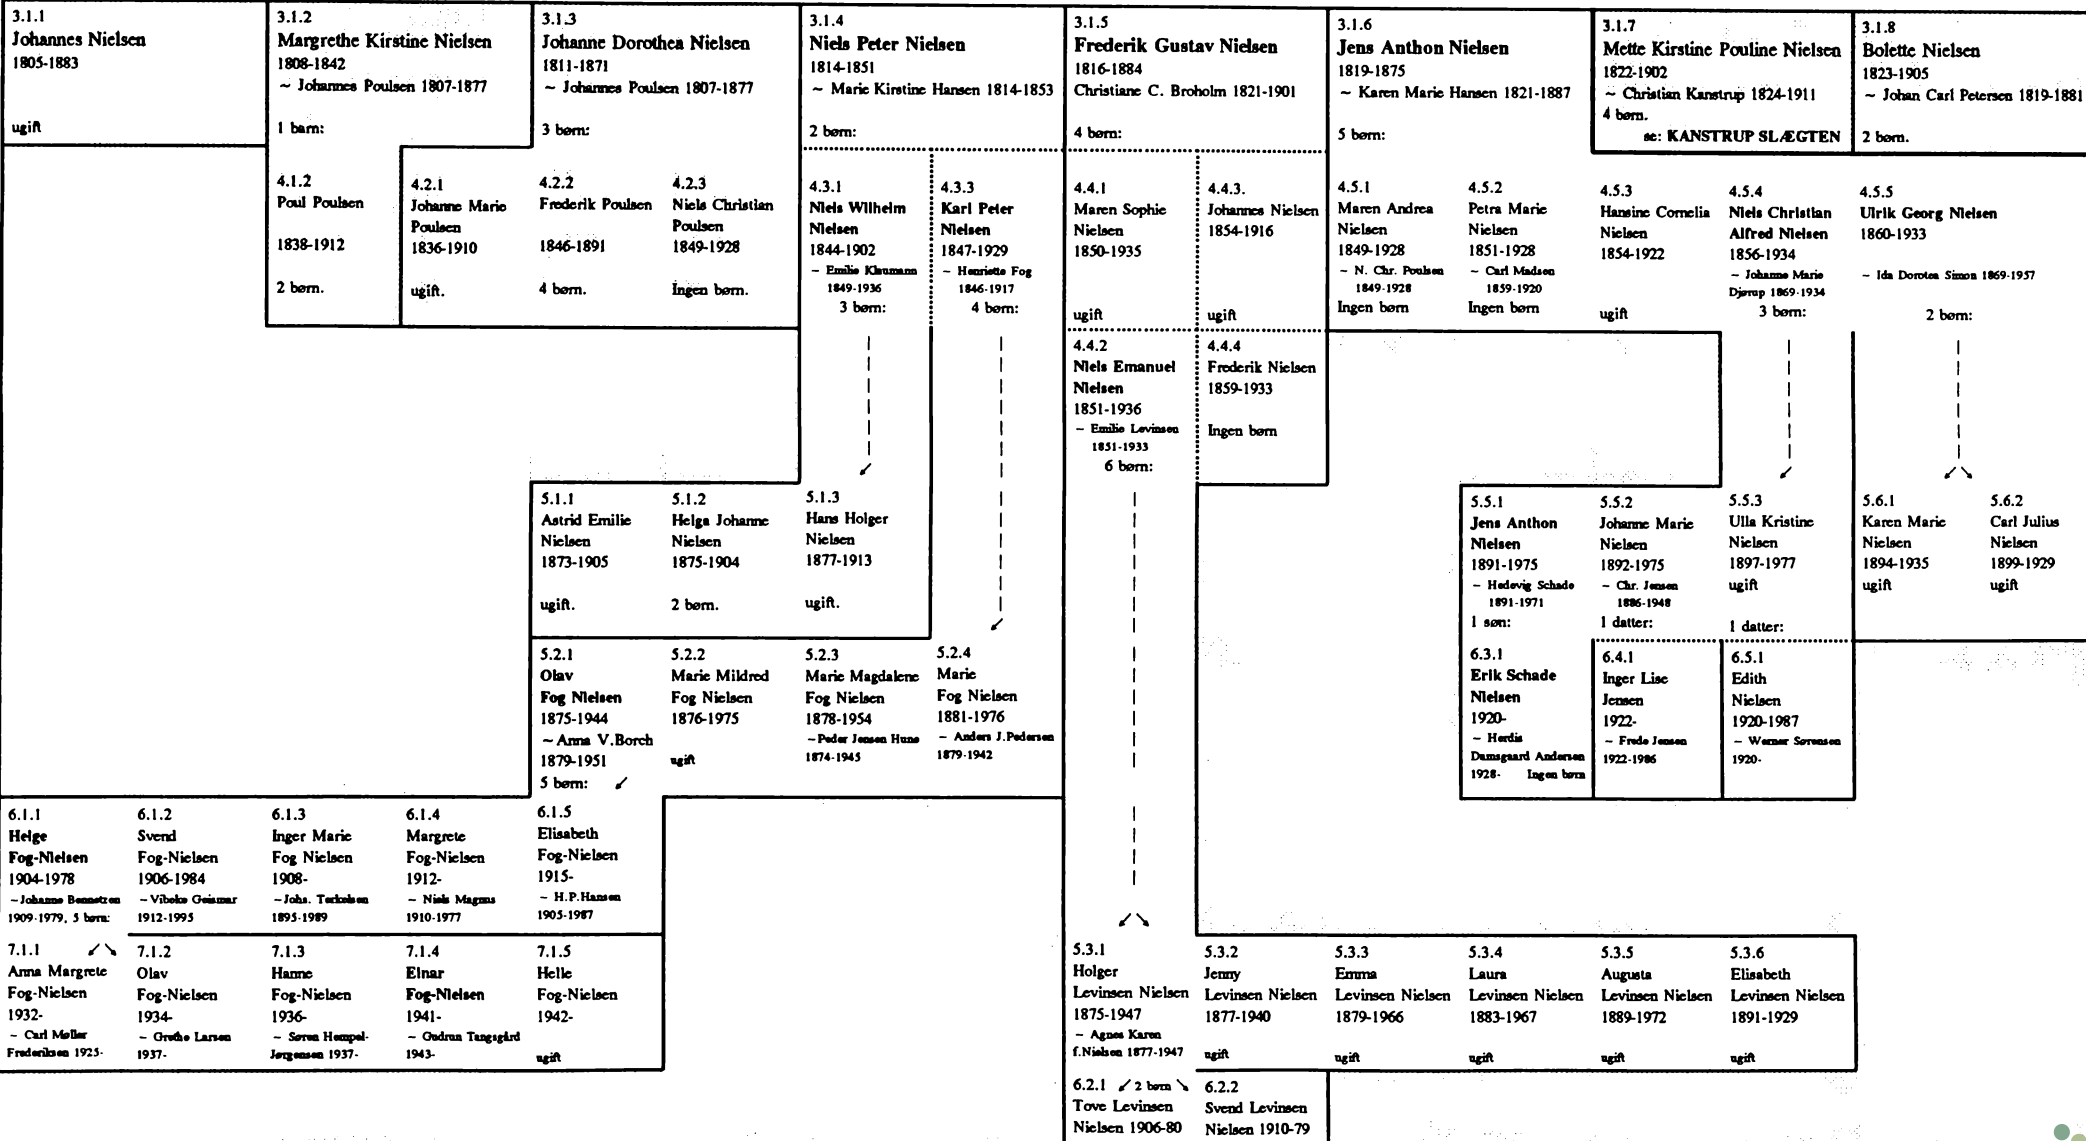 3.1.1
Johannes Nielsen
1805-1883
ugift
3.1.2
Margrethe Kirstine Nielsen
1808-1842
~ Johannes Poulsen 1807-1877
1 barn:
3.1.3
Johanne Dorothea Nielsen
1811-1871
~ Johannes Poulsen 1807-1877
3 børn:
3.1.4
Niels Peter Nielsen
1814-1851
~ Marie Kirstine Hansen 1814-1853
2 børn:
3.1.5
Frederik Gustav Nielsen
1816-1884
Christiane C. Broholm 1821-1901
4 børn:
3.1.6
Jens Anthon Nielsen
1819-1875
~ Karen Marie Hansen 1821-1887
5 børn:
3.1.7
Mette Kirstine Pouline Nielsen
1822-1902
~ Christian Kanstrup 1824-1911
4 børn.
se: KANSTRUP SLÆGTEN
3.1.8
Bolette Nielsen
1823-1905
~ Johan Carl Petersen 1819-1881
2 børn.
4.1.2
Poul Poulsen
1838-1912
2 børn.
4.2.1
Johanne Marie
Poulsen
1836-1910
ugift.
4.2.2
Frederik Poulsen
1846-1891
4 børn.
4.2.3
Niels Christian
Poulsen
1849-1928
Ingen børn.
4.3.1
Niels Wilhelm
Nielsen
1844-1902
~ Emilie Klaumann
1849-1936
3 børn:
4.3.3
Karl Peter
Nielsen
1847-1929
~ Henriette Fog
1846-1917
4 børn:
4.4.1
Maren Sophie
Nielsen
1850-1935
ugift
4.4.3.
Johannes Nielsen
1854-1916
ugift
4.5.1
Maren Andrea
Nielsen
1849-1928
~ N. Chr. Poulsen
1849-1928
Ingen børn
4.5.2
Petra Marie
Nielsen
1851-1928
~ Carl Madsen
1859-1920
Ingen børn
4.5.3
Hansine Cornelia
Nielsen
1854-1922
ugift
4.5.4
Niels Christian
Alfred Nielsen
1856-1934
~ Johanne Marie
Djørup 1869-1934
3 børn:
4.5.5
Ulrik Georg Nielsen
1860-1933
~ Ida Dorotea Simon 1869-1957
2 børn:
4.4.2
Niels Emanuel
Nielsen
1851-1936
~ Emilie Levinsen
1851-1933
6 børn:
4.4.4
Frederik Nielsen
1859-1933
Ingen børn
5.1.1
Astrid Emilie
Nielsen
1873-1905
ugift.
5.1.2
Helga Johanne
Nielsen
1875-1904
2 børn.
5.1.3
Hans Holger
Nielsen
1877-1913
ugift.
5.5.1
Jens Anthon
Nielsen
1891-1975
~ Hedevig Schade
1891-1971
1 søn:
5.5.2
Johanne Marie
Nielsen
1892-1975
~ Chr. Jensen
1886-1948
1 datter:
5.5.3
Ulla Kristine
Nielsen
1897-1977
ugift
1 datter:
5.6.1
Karen Marie
Nielsen
1894-1935
ugift
5.6.2
Carl Julius
Nielsen
1899-1929
ugift
5.2.1
Olav
Fog Nielsen
1875-1944
~ Anna V.Borch
1879-1951
5 børn:
5.2.2
Marie Mildred
Fog Nielsen
1876-1975
ugift
5.2.3
Marie Magdalene
Fog Nielsen
1878-1954
~Peder Jensen Hune
1874-1945
5.2.4
Marie
Fog Nielsen
1881-1976
~ Anders J.Pedersen
1879-1942
6.3.1
Erik Schade
Nielsen
1920-
~ Herdis
Damsgaard Andersen
1928- Ingen børn
6.4.1
Inger Lise
Jensen
1922-
~ Frede Jensen
1922-1986
6.5.1
Edith
Nielsen
1920-1987
~ Werner Sørensen
1920-
6.1.1
Helge
Fog-Nielsen
1904-1978
~Johanne Bennetzen
1909-1979, 5 børn:
6.1.2
Svend
Fog-Nielsen
1906-1984
~Vibeke Geismar
1912-1995
6.1.3
Inger Marie
Fog Nielsen
1908-
~Johs. Terkelsen
1895-1989
6.1.4
Margrete
Fog-Nielsen
1912-
~ Niels Magnus
1910-1977
6.1.5
Elisabeth
Fog-Nielsen
1915-
~ H.P.Hansen
1905-1987
7.1.1
Anna Margrete
Fog-Nielsen
1932-
~ Carl Møller
Frederiksen 1925-
7.1.2
Olav
Fog-Nielsen
1934-
~ Grethe Larsen
1937-
7.1.3
Hanne
Fog-Nielsen
1936-
~ Søren Hempel-
Jørgensen 1937-
7.1.4
Einar
Fog-Nielsen
1941-
~ Gudrun Tangsgård
1943-
7.1.5
Helle
Fog-Nielsen
1942-
ugift
5.3.1
Holger
Levinsen Nielsen
1875-1947
~ Agnes Karen
f.Nielsen 1877-1947
5.3.2
Jenny
Levinsen Nielsen
1877-1940
ugift
5.3.3
Emma
Levinsen Nielsen
1879-1966
ugift
5.3.4
Laura
Levinsen Nielsen
1883-1967
ugift
5.3.5
Augusta
Levinsen Nielsen
1889-1972
ugift
5.3.6
Elisabeth
Levinsen Nielsen
1891-1929
ugift
6.2.1
2 børn
6.2.2
Tove Levinsen
Nielsen 1906-80
Svend Levinsen
Nielsen 1910-79